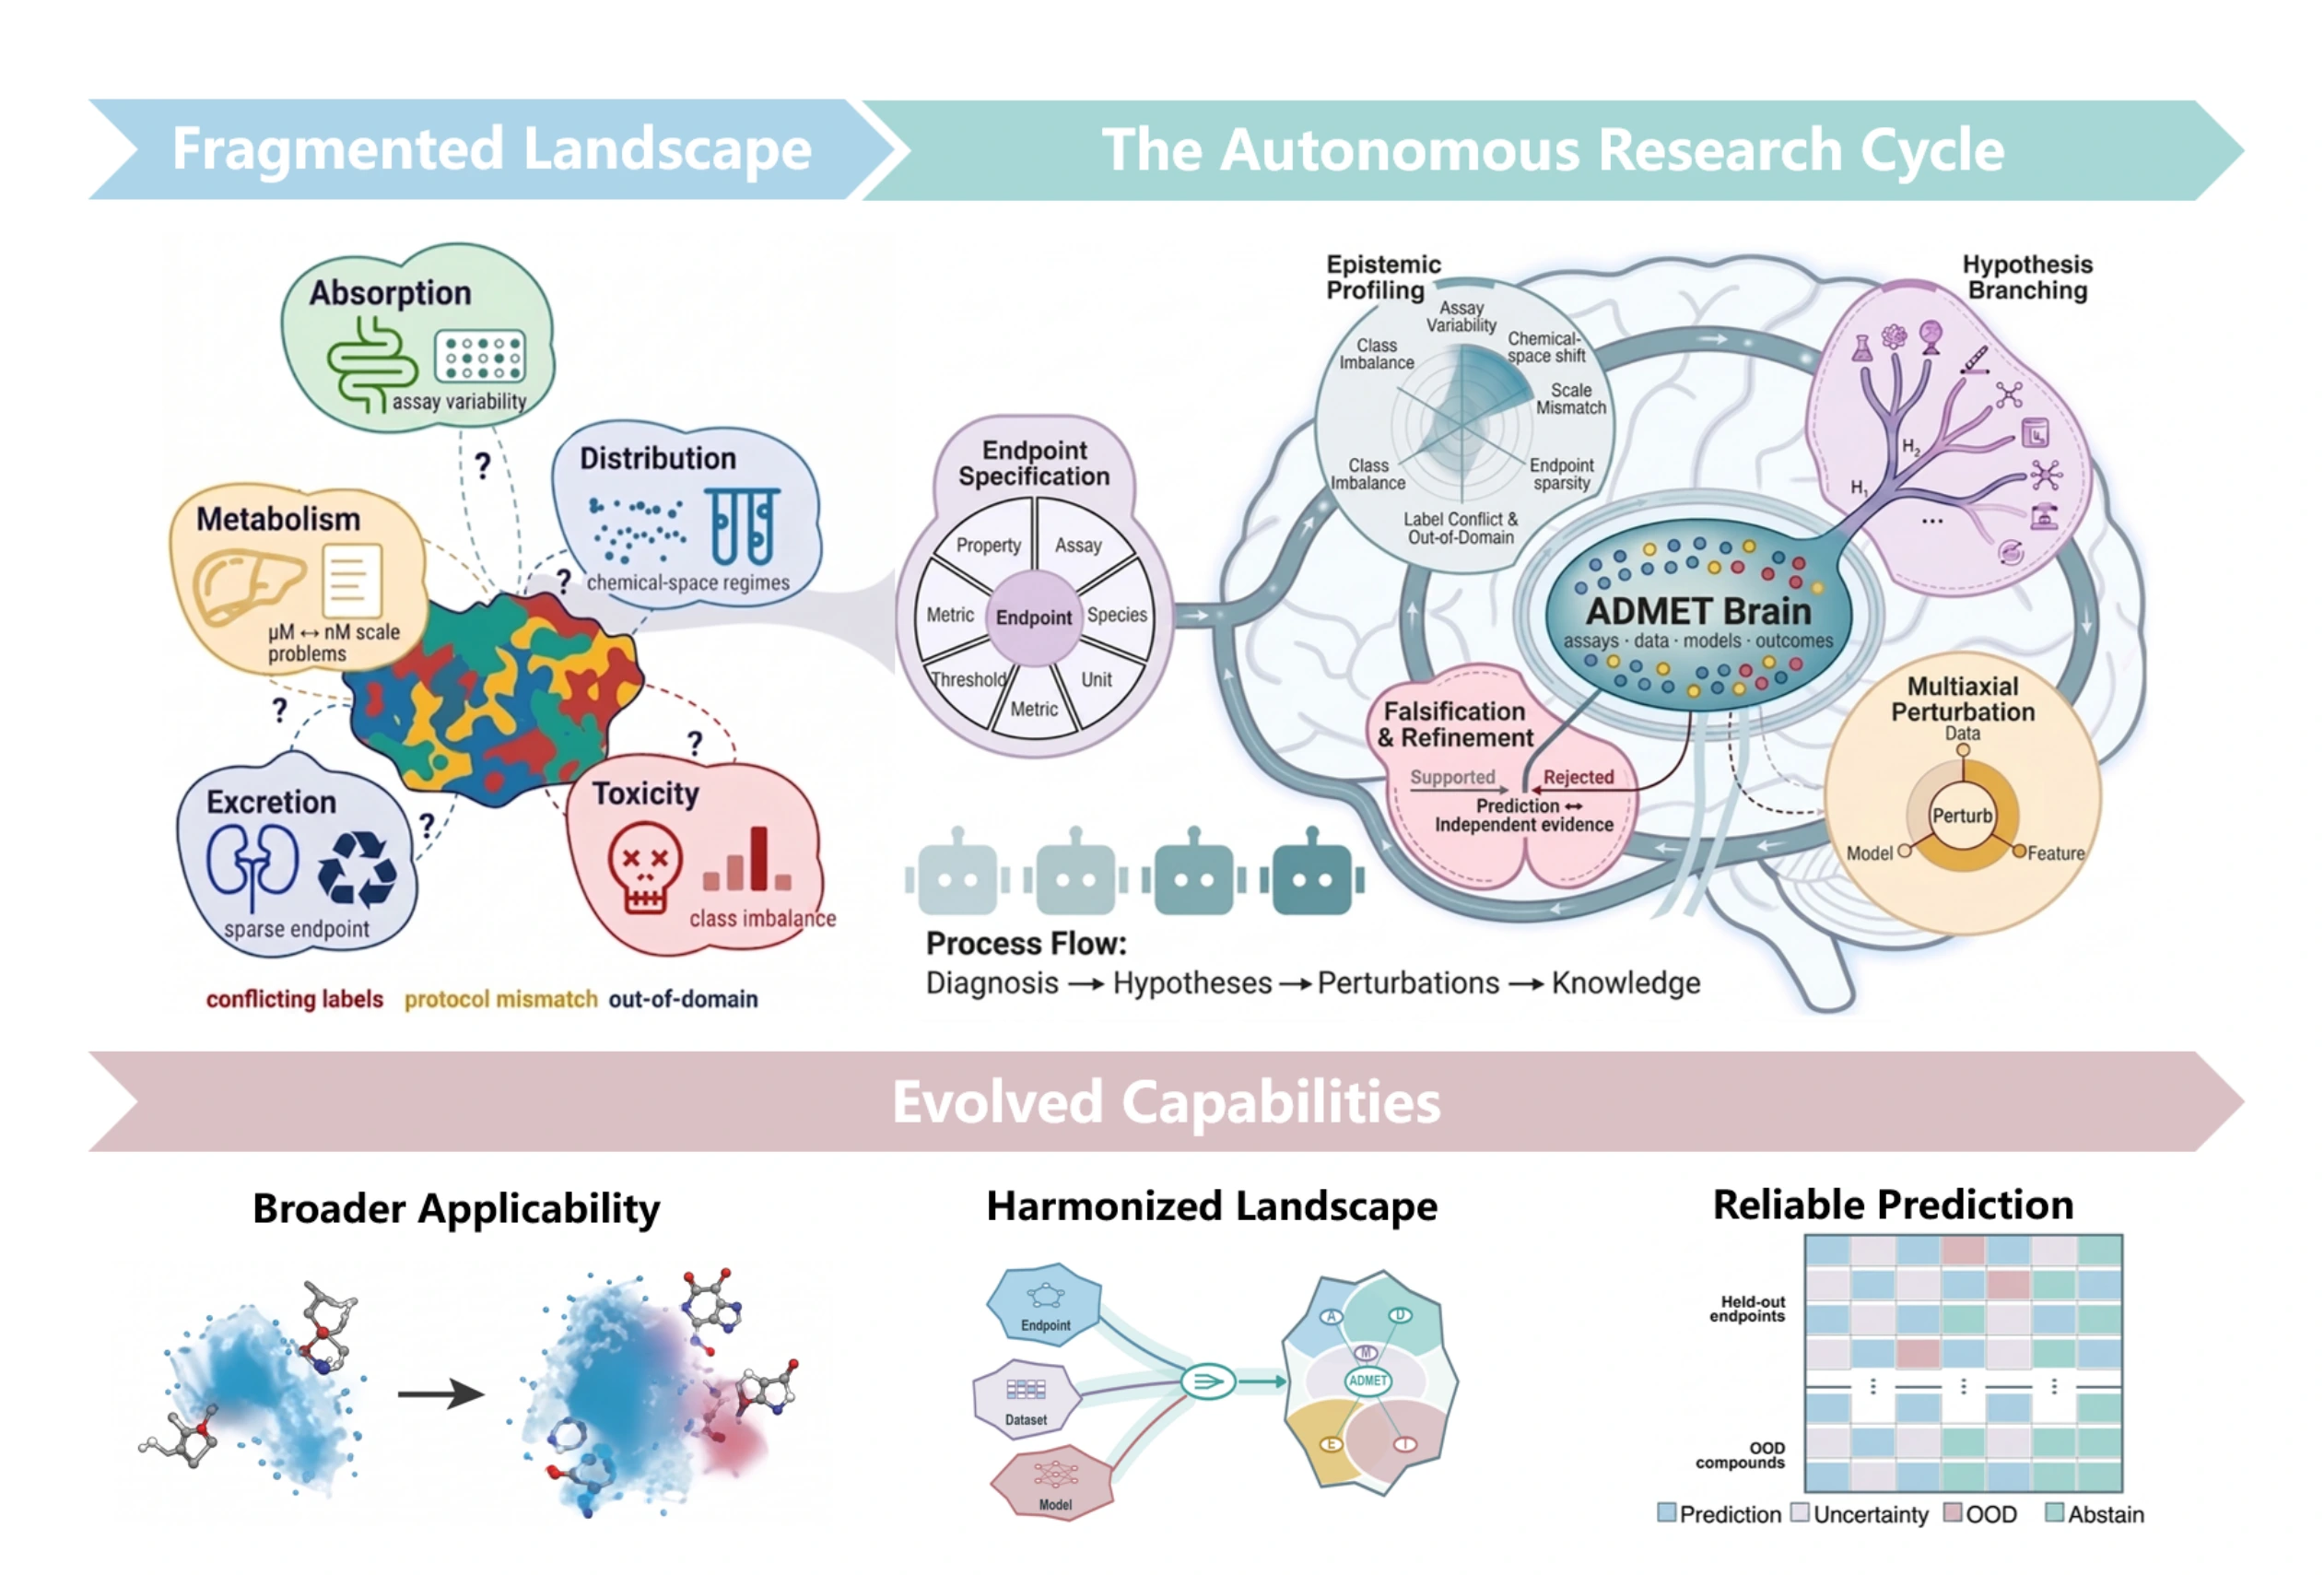 Fragmented Landscape
The Autonomous Research Cycle
Absorption
assay variability
?
Distribution
chemical-space regimes
?
Metabolism
µM ↔ nM scale
problems
?
Excretion
sparse endpoint
?
Toxicity
class imbalance
?
conflicting labels
protocol mismatch
out-of-domain
Endpoint
Specification
Property
Assay
Metric
Endpoint
Species
Threshold
Unit
Metric
Epistemic
Profiling
Assay
Variability
Class
Imbalance
Chemical-
space shift
Scale
Mismatch
Class
Imbalance
Endpoint
sparsity
Label Conflict &
Out-of-Domain
Hypothesis
Branching
H2
H1
...
ADMET Brain
assays · data · models · outcomes
Falsification
& Refinement
Supported
Rejected
Prediction ↔
Independent evidence
Multiaxial
Perturbation
Data
Perturb
Model
Feature
Process Flow:
Diagnosis → Hypotheses → Perturbations → Knowledge
Evolved Capabilities
Broader Applicability
Harmonized Landscape
Endpoint
Dataset
Model
A
D
M
ADMET
E
T
Reliable Prediction
Held-out
endpoints
OOD
compounds
Prediction
Uncertainty
OOD
Abstain